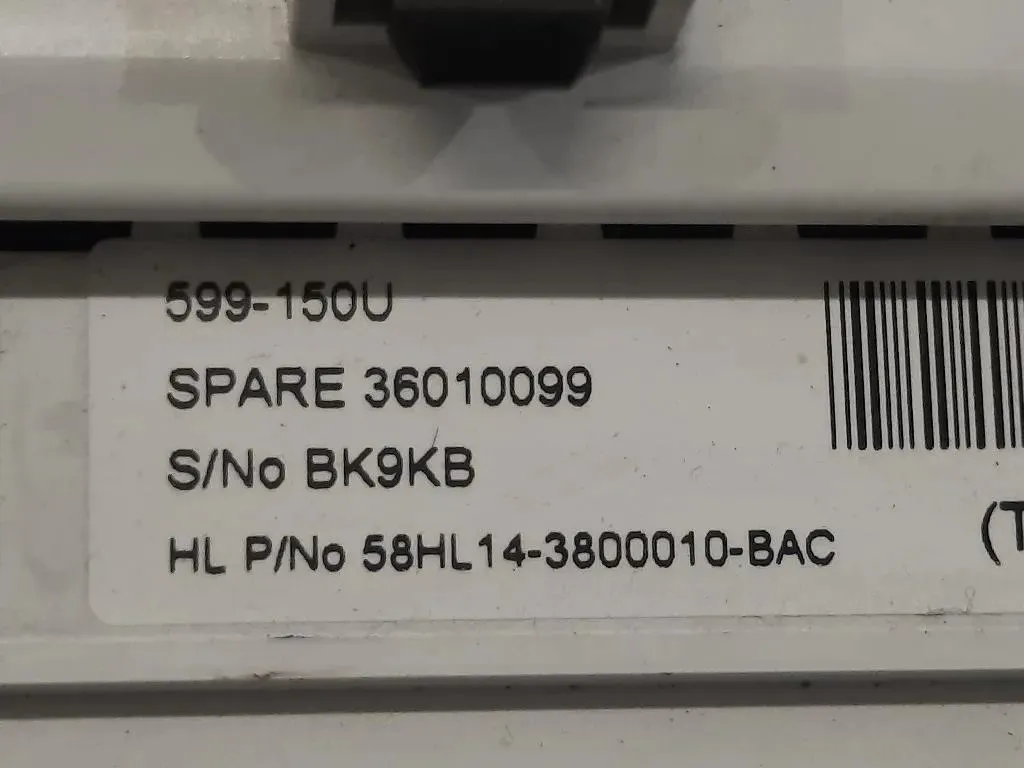 599-150U
SPARE 36010099
S/No BK9KB
HL P/No 58HL14-3800010-BAC
(T